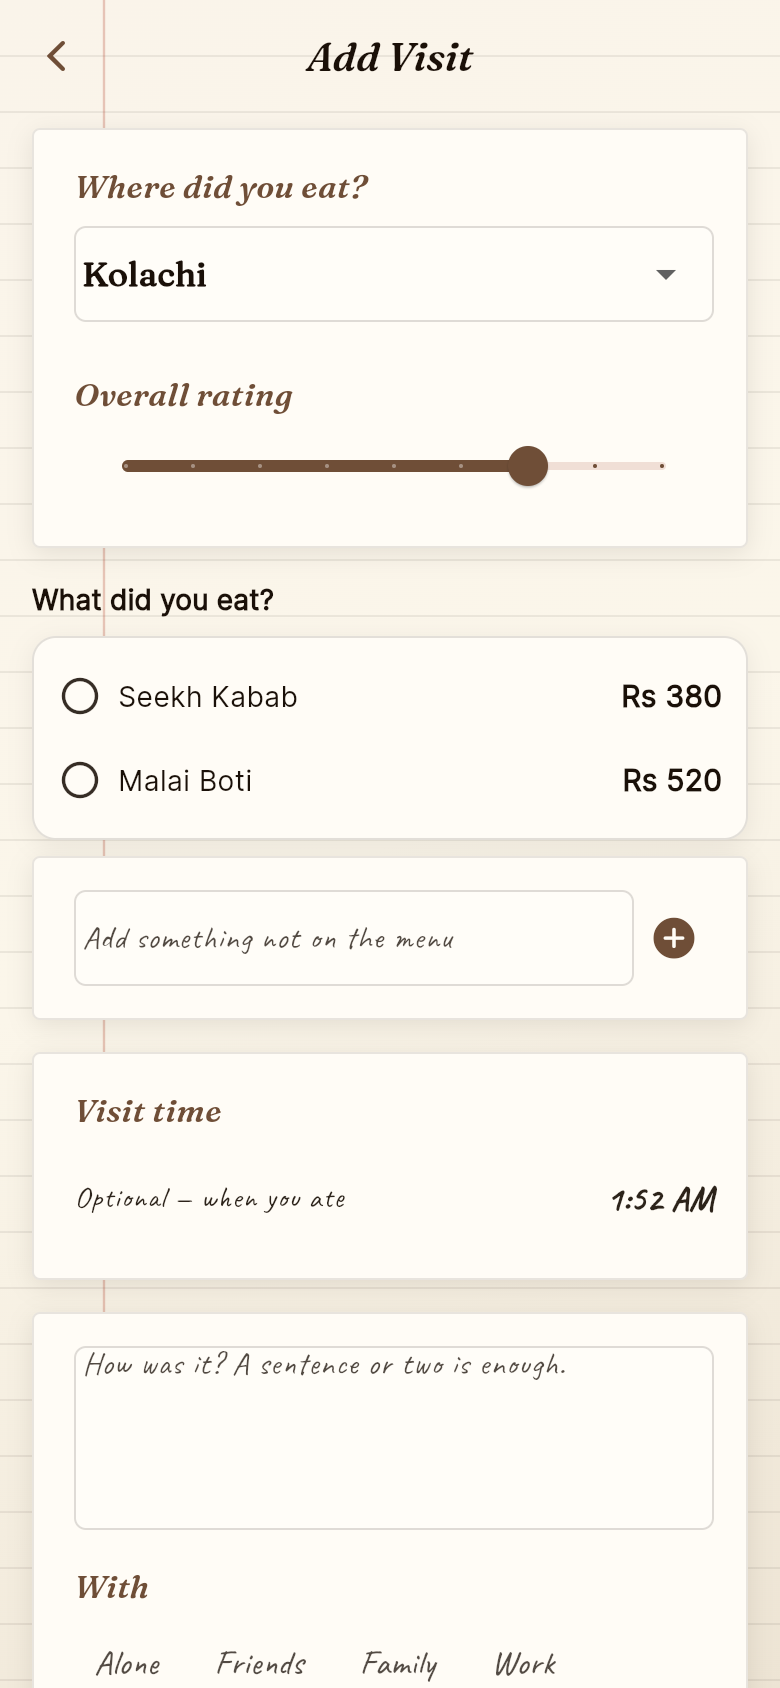 Add Visit
Where did you eat?
Kolachi
Overall rating
What did you eat?
Seekh Kabab Rs 380
Malai Boti Rs 520
Add something not on the menu
Visit time
Optional – when you ate 1:52 AM
How was it? A sentence or two is enough.
With
Alone Friends Family Work